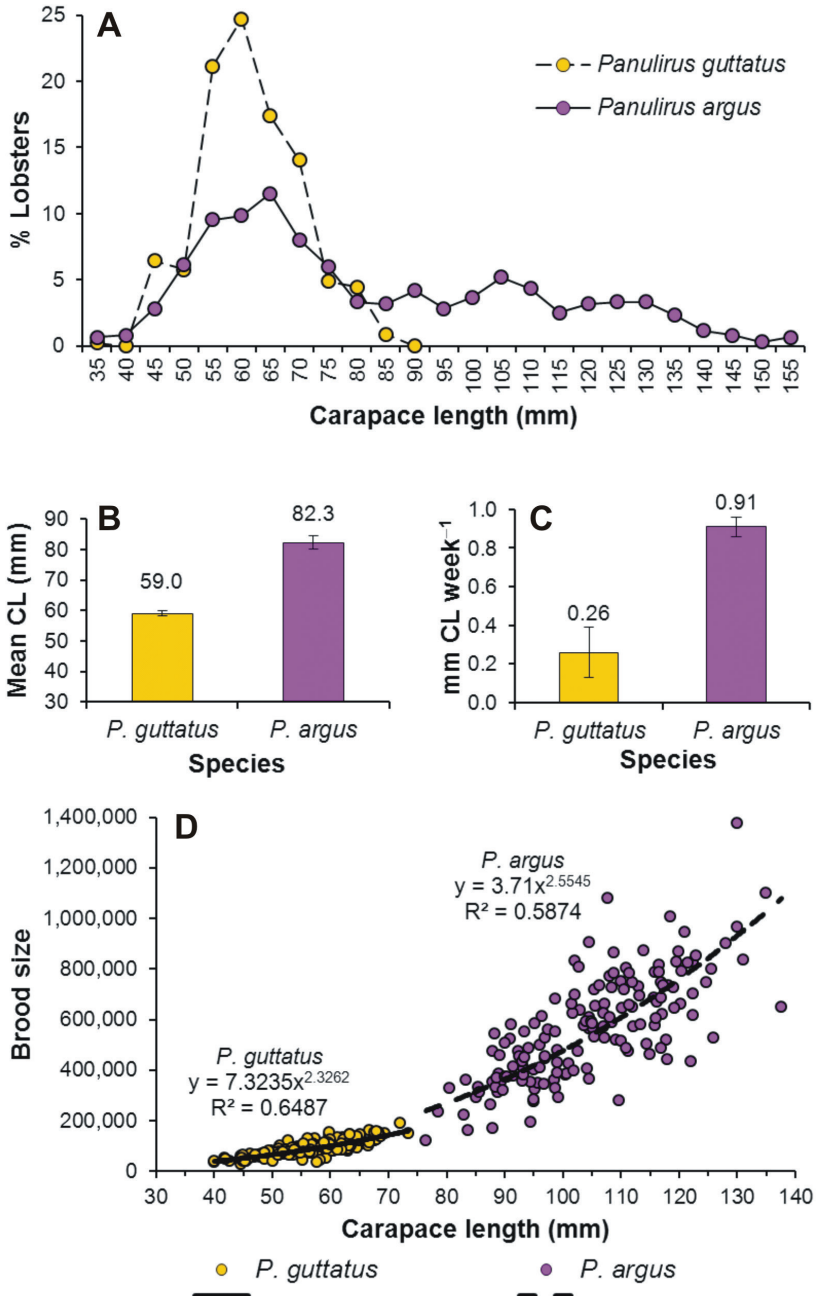 A
25
20
15
10
5
0
% Lobsters
Panulirus guttatus
Panulirus argus
35 40 45 50 55 60 65 70 75 80 85 90 95 100 105 110 115 120 125 130 135 140 145 150 155
Carapace length (mm)
B
90
80
70
60
50
40
30
Mean CL (mm)
59.0
82.3
P. guttatus P. argus
Species
C
1.0
0.8
0.6
0.4
0.2
0.0
mm CL week⁻¹
0.26
0.91
P. guttatus P. argus
Species
D
1,400,000
1,200,000
1,000,000
800,000
600,000
400,000
200,000
0
Brood size
P. argus
y = 3.71x^2.5545
R² = 0.5874
P. guttatus
y = 7.3235x^2.3262
R² = 0.6487
30 40 50 60 70 80 90 100 110 120 130 140
Carapace length (mm)
P. guttatus P. argus